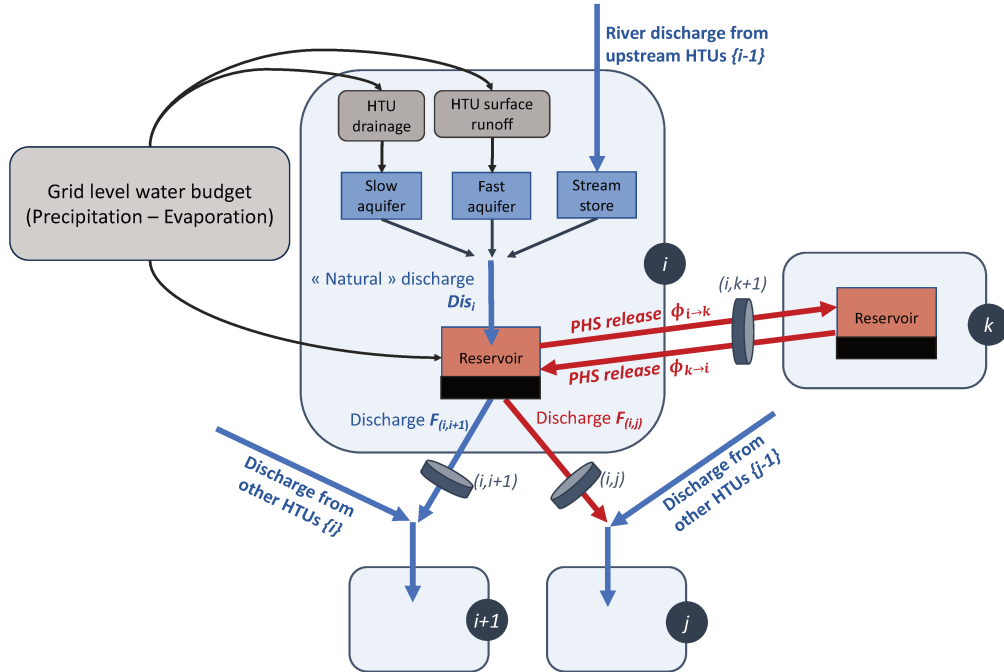 River discharge from
upstream HTUs {i-1}
HTU
drainage
HTU surface
runoff
Grid level water budget
(Precipitation – Evaporation)
Slow
aquifer
Fast
aquifer
Stream
store
« Natural » discharge
Dis_i
i
(i,k+1)
k
PHS release ϕ_i→k
Reservoir
Reservoir
PHS release ϕ_k→i
Discharge F_(i,i+1)
Discharge F_(i,j)
(i,i+1)
(i,j)
Discharge from
other HTUs {i}
Discharge from
other HTUs {j-1}
i+1
j